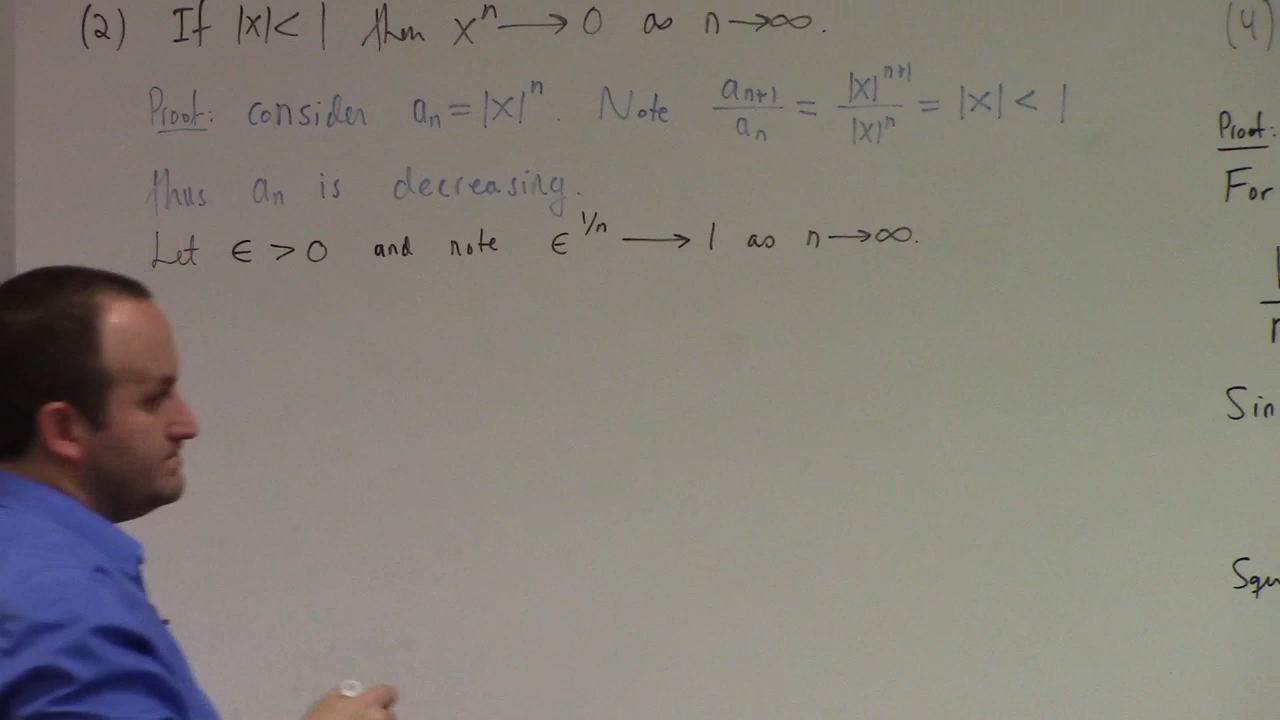 (2) If |x| < 1 then xⁿ → 0 as n → ∞.
Proof: consider aₙ = |x|ⁿ. Note aₙ₊₁/aₙ = |x|ⁿ⁺¹/|x|ⁿ = |x| < 1
thus aₙ is decreasing.
Let ∈ > 0 and note ∈^(1/n) → 1 as n → ∞.
(4)
Proof:
For
Sin
Squ